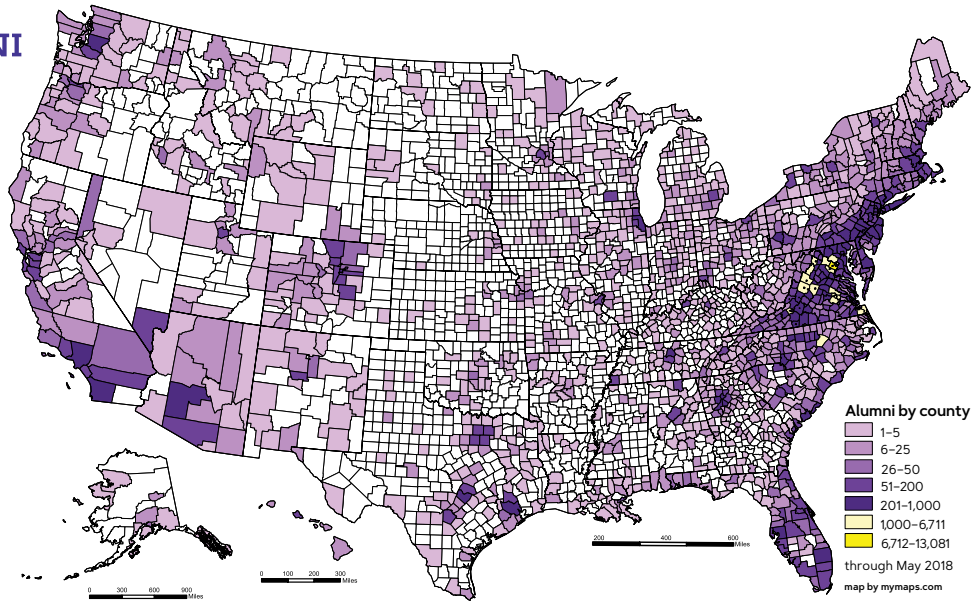 NI
Alumni by county
1–5
6–25
26–50
51–200
201–1,000
1,000–6,711
6,712–13,081
through May 2018
map by mymaps.com
200 400 600
Miles
0 100 200 300
Miles
0 300 600 900
Miles